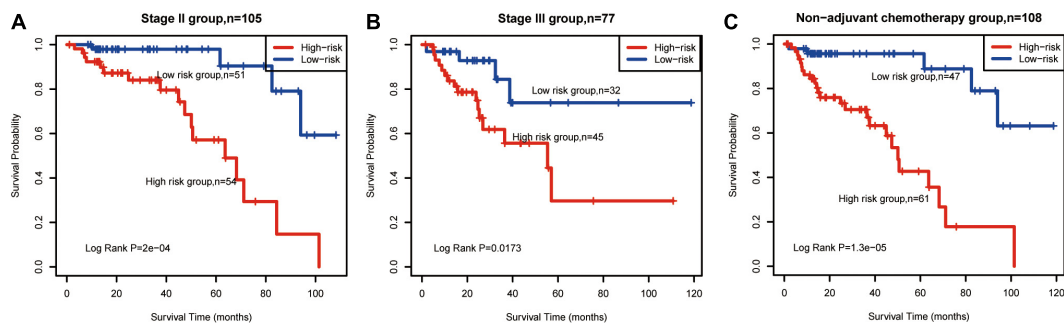 A
Stage II group,n=105
High−risk
Low−risk
Low risk group,n=51
High risk group,n=54
Log Rank P=2e−04
Survival Probability
0.0 0.2 0.4 0.6 0.8 1.0
0 20 40 60 80 100
Survival Time (months)
B
Stage III group,n=77
High−risk
Low−risk
Low risk group,n=32
High risk group,n=45
Log Rank P=0.0173
Survival Probability
0.0 0.2 0.4 0.6 0.8 1.0
0 20 40 60 80 100 120
Survival Time (months)
C
Non−adjuvant chemotherapy group,n=108
High−risk
Low−risk
Low risk group,n=47
High risk group,n=61
Log Rank P=1.3e−05
Survival Probability
0.0 0.2 0.4 0.6 0.8 1.0
0 20 40 60 80 100 120
Survival Time (months)